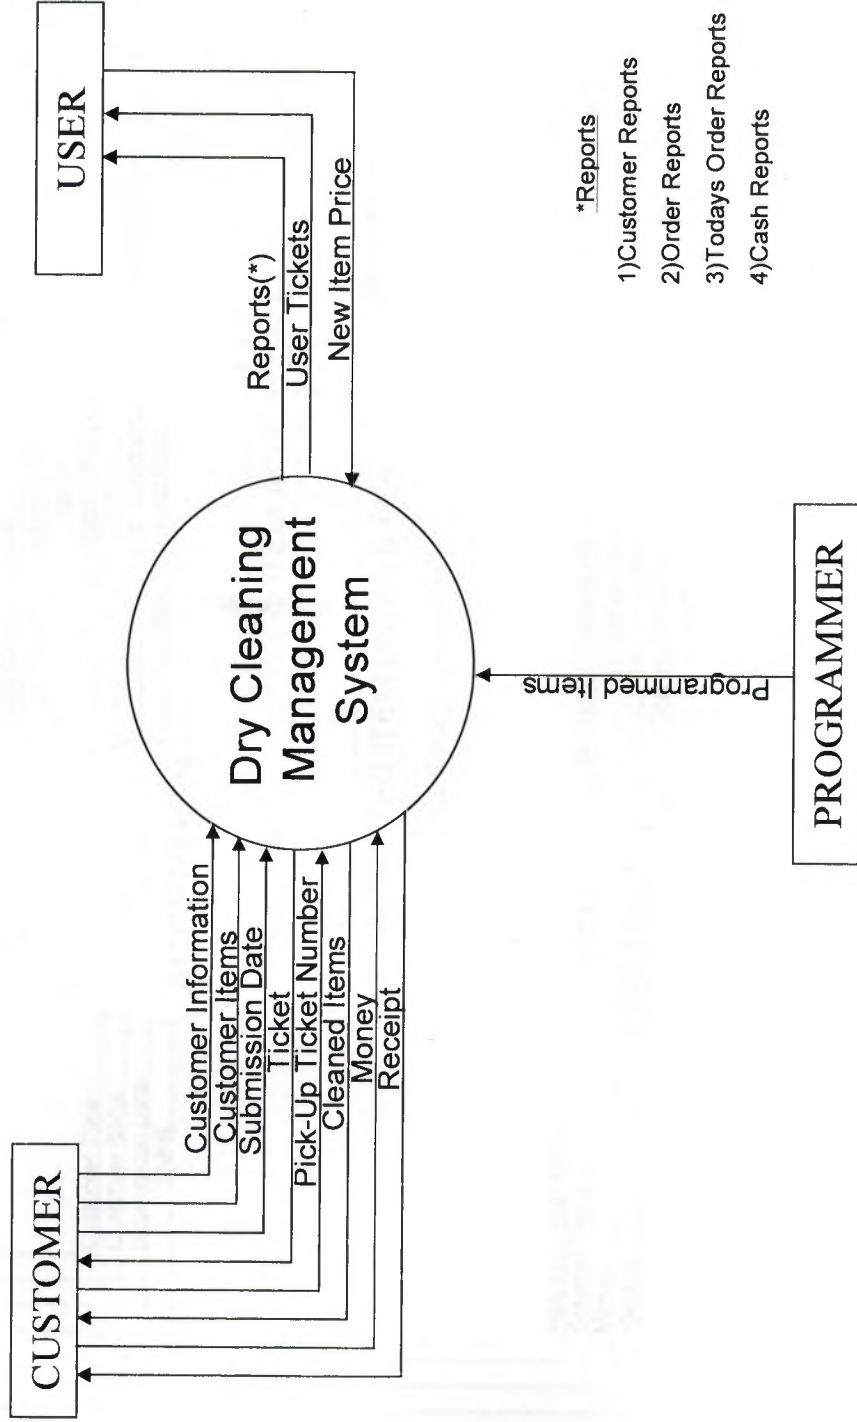 CUSTOMER
USER
Customer Information
Customer Items
Submission Date
Ticket
Pick-Up Ticket Number
Cleaned Items
Money
Receipt
Dry Cleaning
Management
System
Reports(*)
User Tickets
New Item Price
Programmed Items
PROGRAMMER
*Reports
1)Customer Reports
2)Order Reports
3)Todays Order Reports
4)Cash Reports